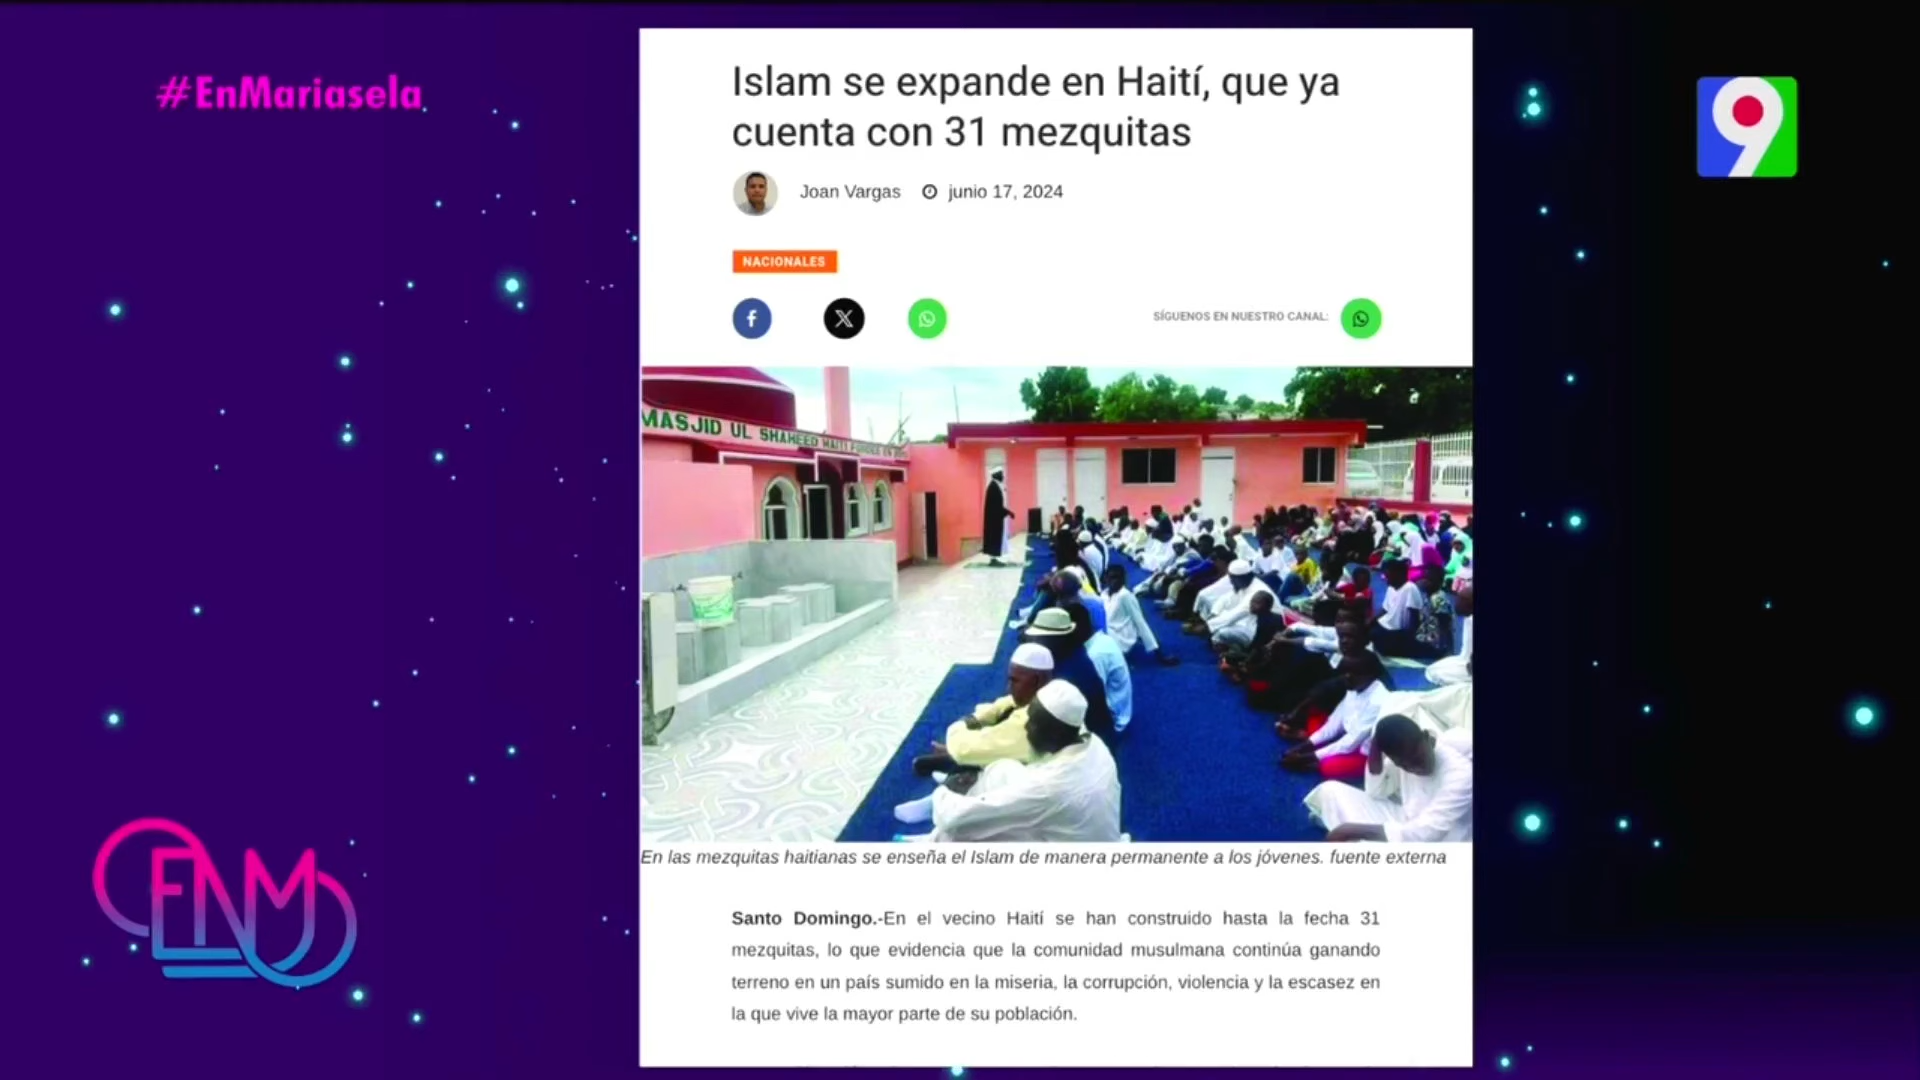 #EnMariasela
9
Islam se expande en Haití, que ya
cuenta con 31 mezquitas
Joan Vargas junio 17, 2024
NACIONALES
SÍGUENOS EN NUESTRO CANAL:
MASJID UL SHAHEED HAITI
En las mezquitas haitianas se enseña el Islam de manera permanente a los jóvenes. fuente externa
Santo Domingo.-En el vecino Haití se han construido hasta la fecha 31
mezquitas, lo que evidencia que la comunidad musulmana continúa ganando
terreno en un país sumido en la miseria, la corrupción, violencia y la escasez en
la que vive la mayor parte de su población.
ENM